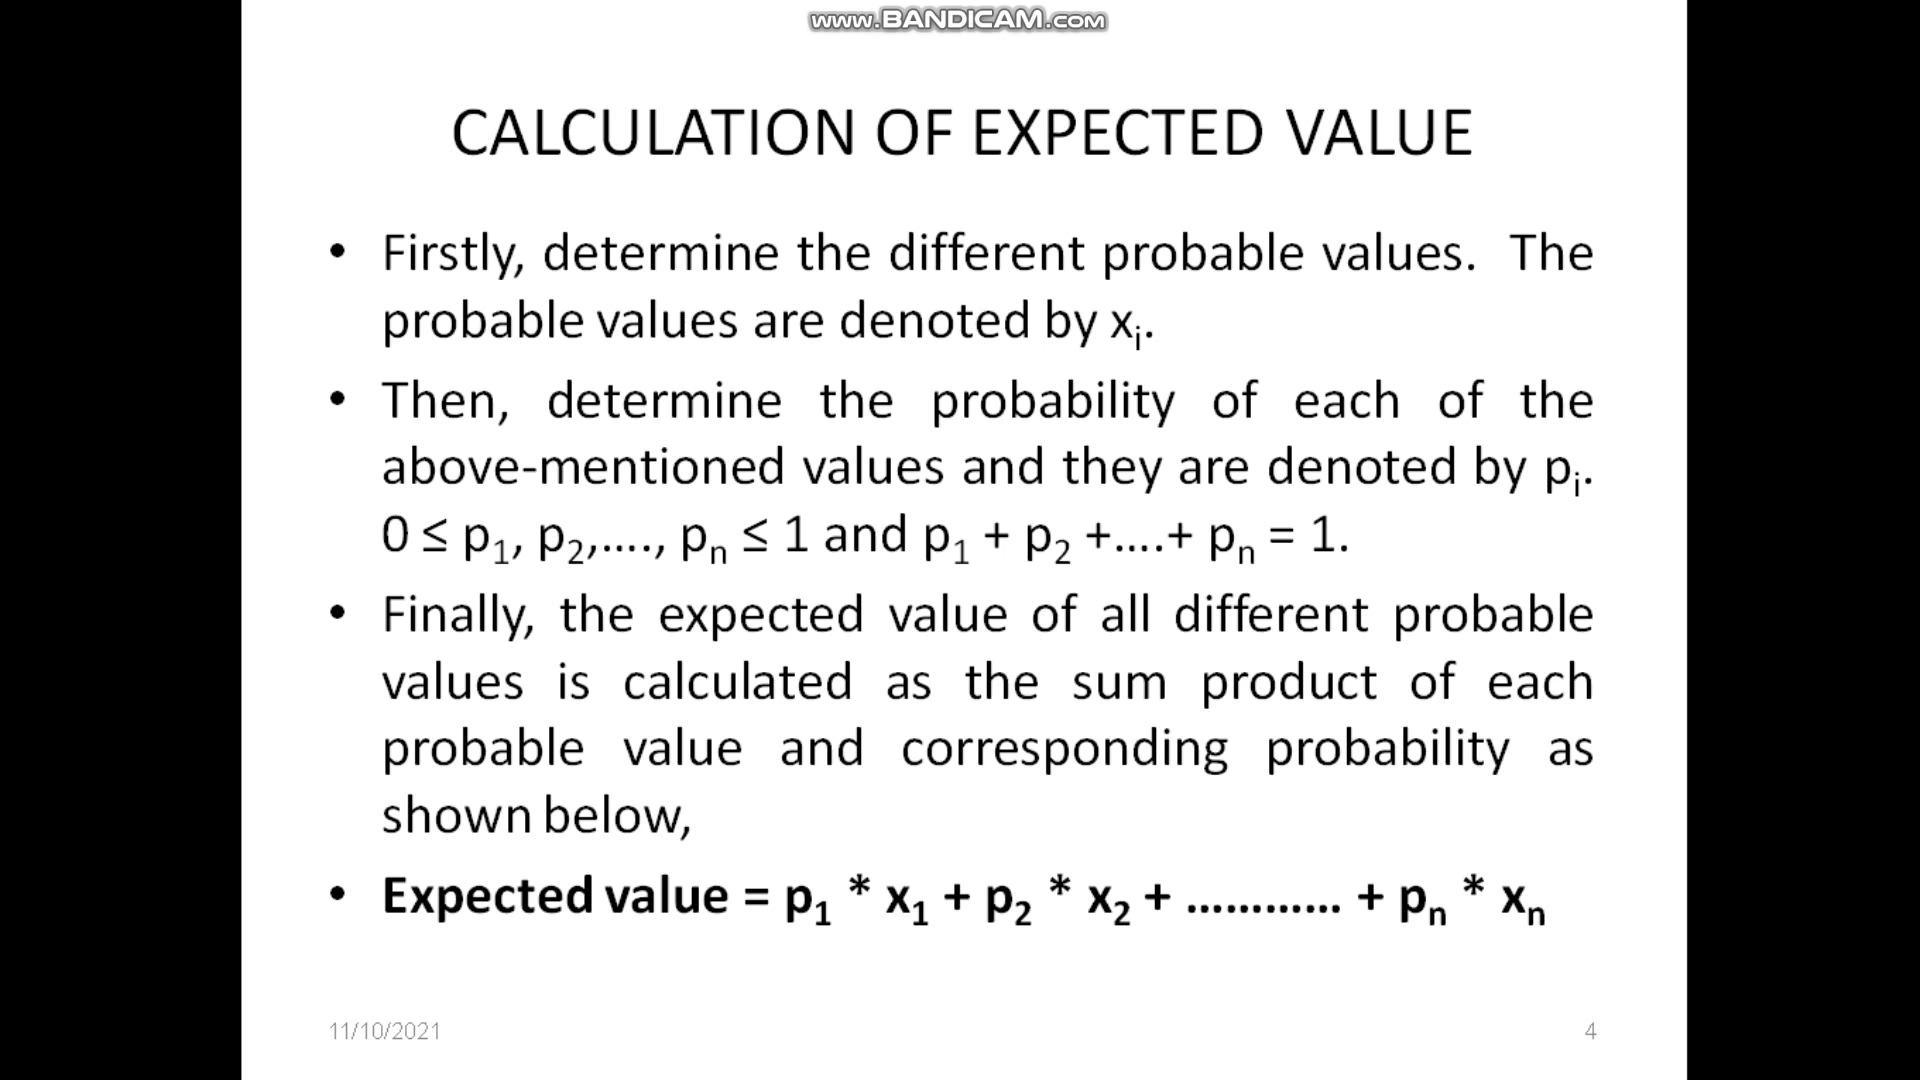 www.BANDICAM.com
CALCULATION OF EXPECTED VALUE
• Firstly, determine the different probable values. The
probable values are denoted by xᵢ.
• Then, determine the probability of each of the
above-mentioned values and they are denoted by pᵢ.
0 ≤ p₁, p₂,…., pₙ ≤ 1 and p₁ + p₂ +….+ pₙ = 1.
• Finally, the expected value of all different probable
values is calculated as the sum product of each
probable value and corresponding probability as
shown below,
• Expected value = p₁ * x₁ + p₂ * x₂ + ………… + pₙ * xₙ
11/10/2021
4